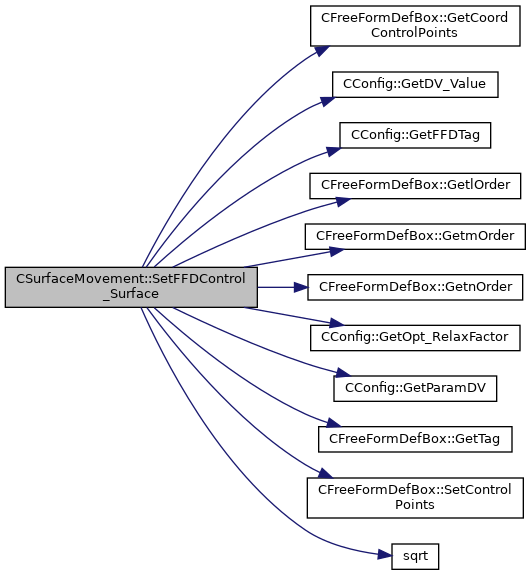 CFreeFormDefBox::GetCoord
ControlPoints
CConfig::GetDV_Value
CConfig::GetFFDTag
CFreeFormDefBox::GetlOrder
CFreeFormDefBox::GetmOrder
CSurfaceMovement::SetFFDControl
_Surface
CFreeFormDefBox::GetnOrder
CConfig::GetOpt_RelaxFactor
CConfig::GetParamDV
CFreeFormDefBox::GetTag
CFreeFormDefBox::SetControl
Points
sqrt